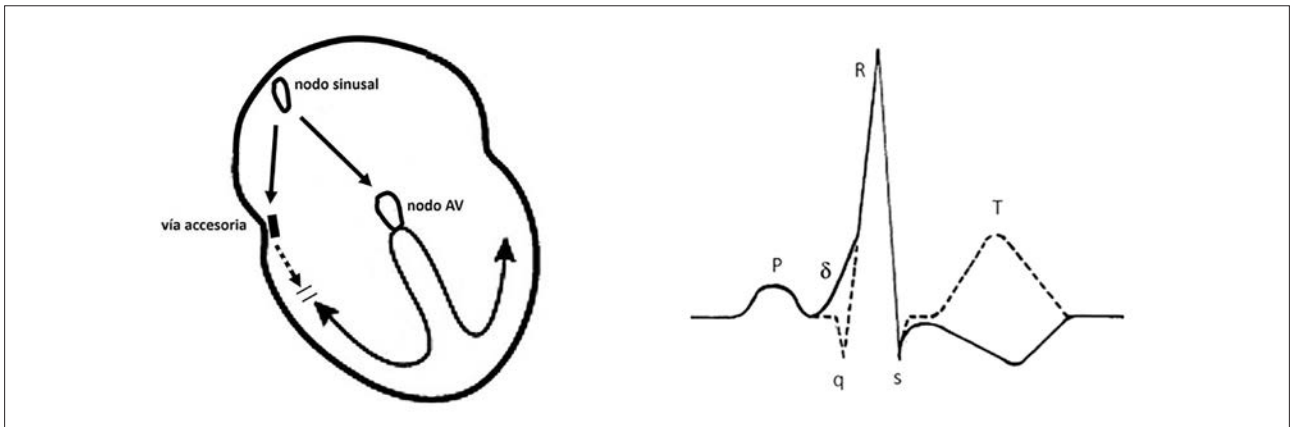 nodo sinusal
nodo AV
vía accesoria
R
T
P
δ
q
s